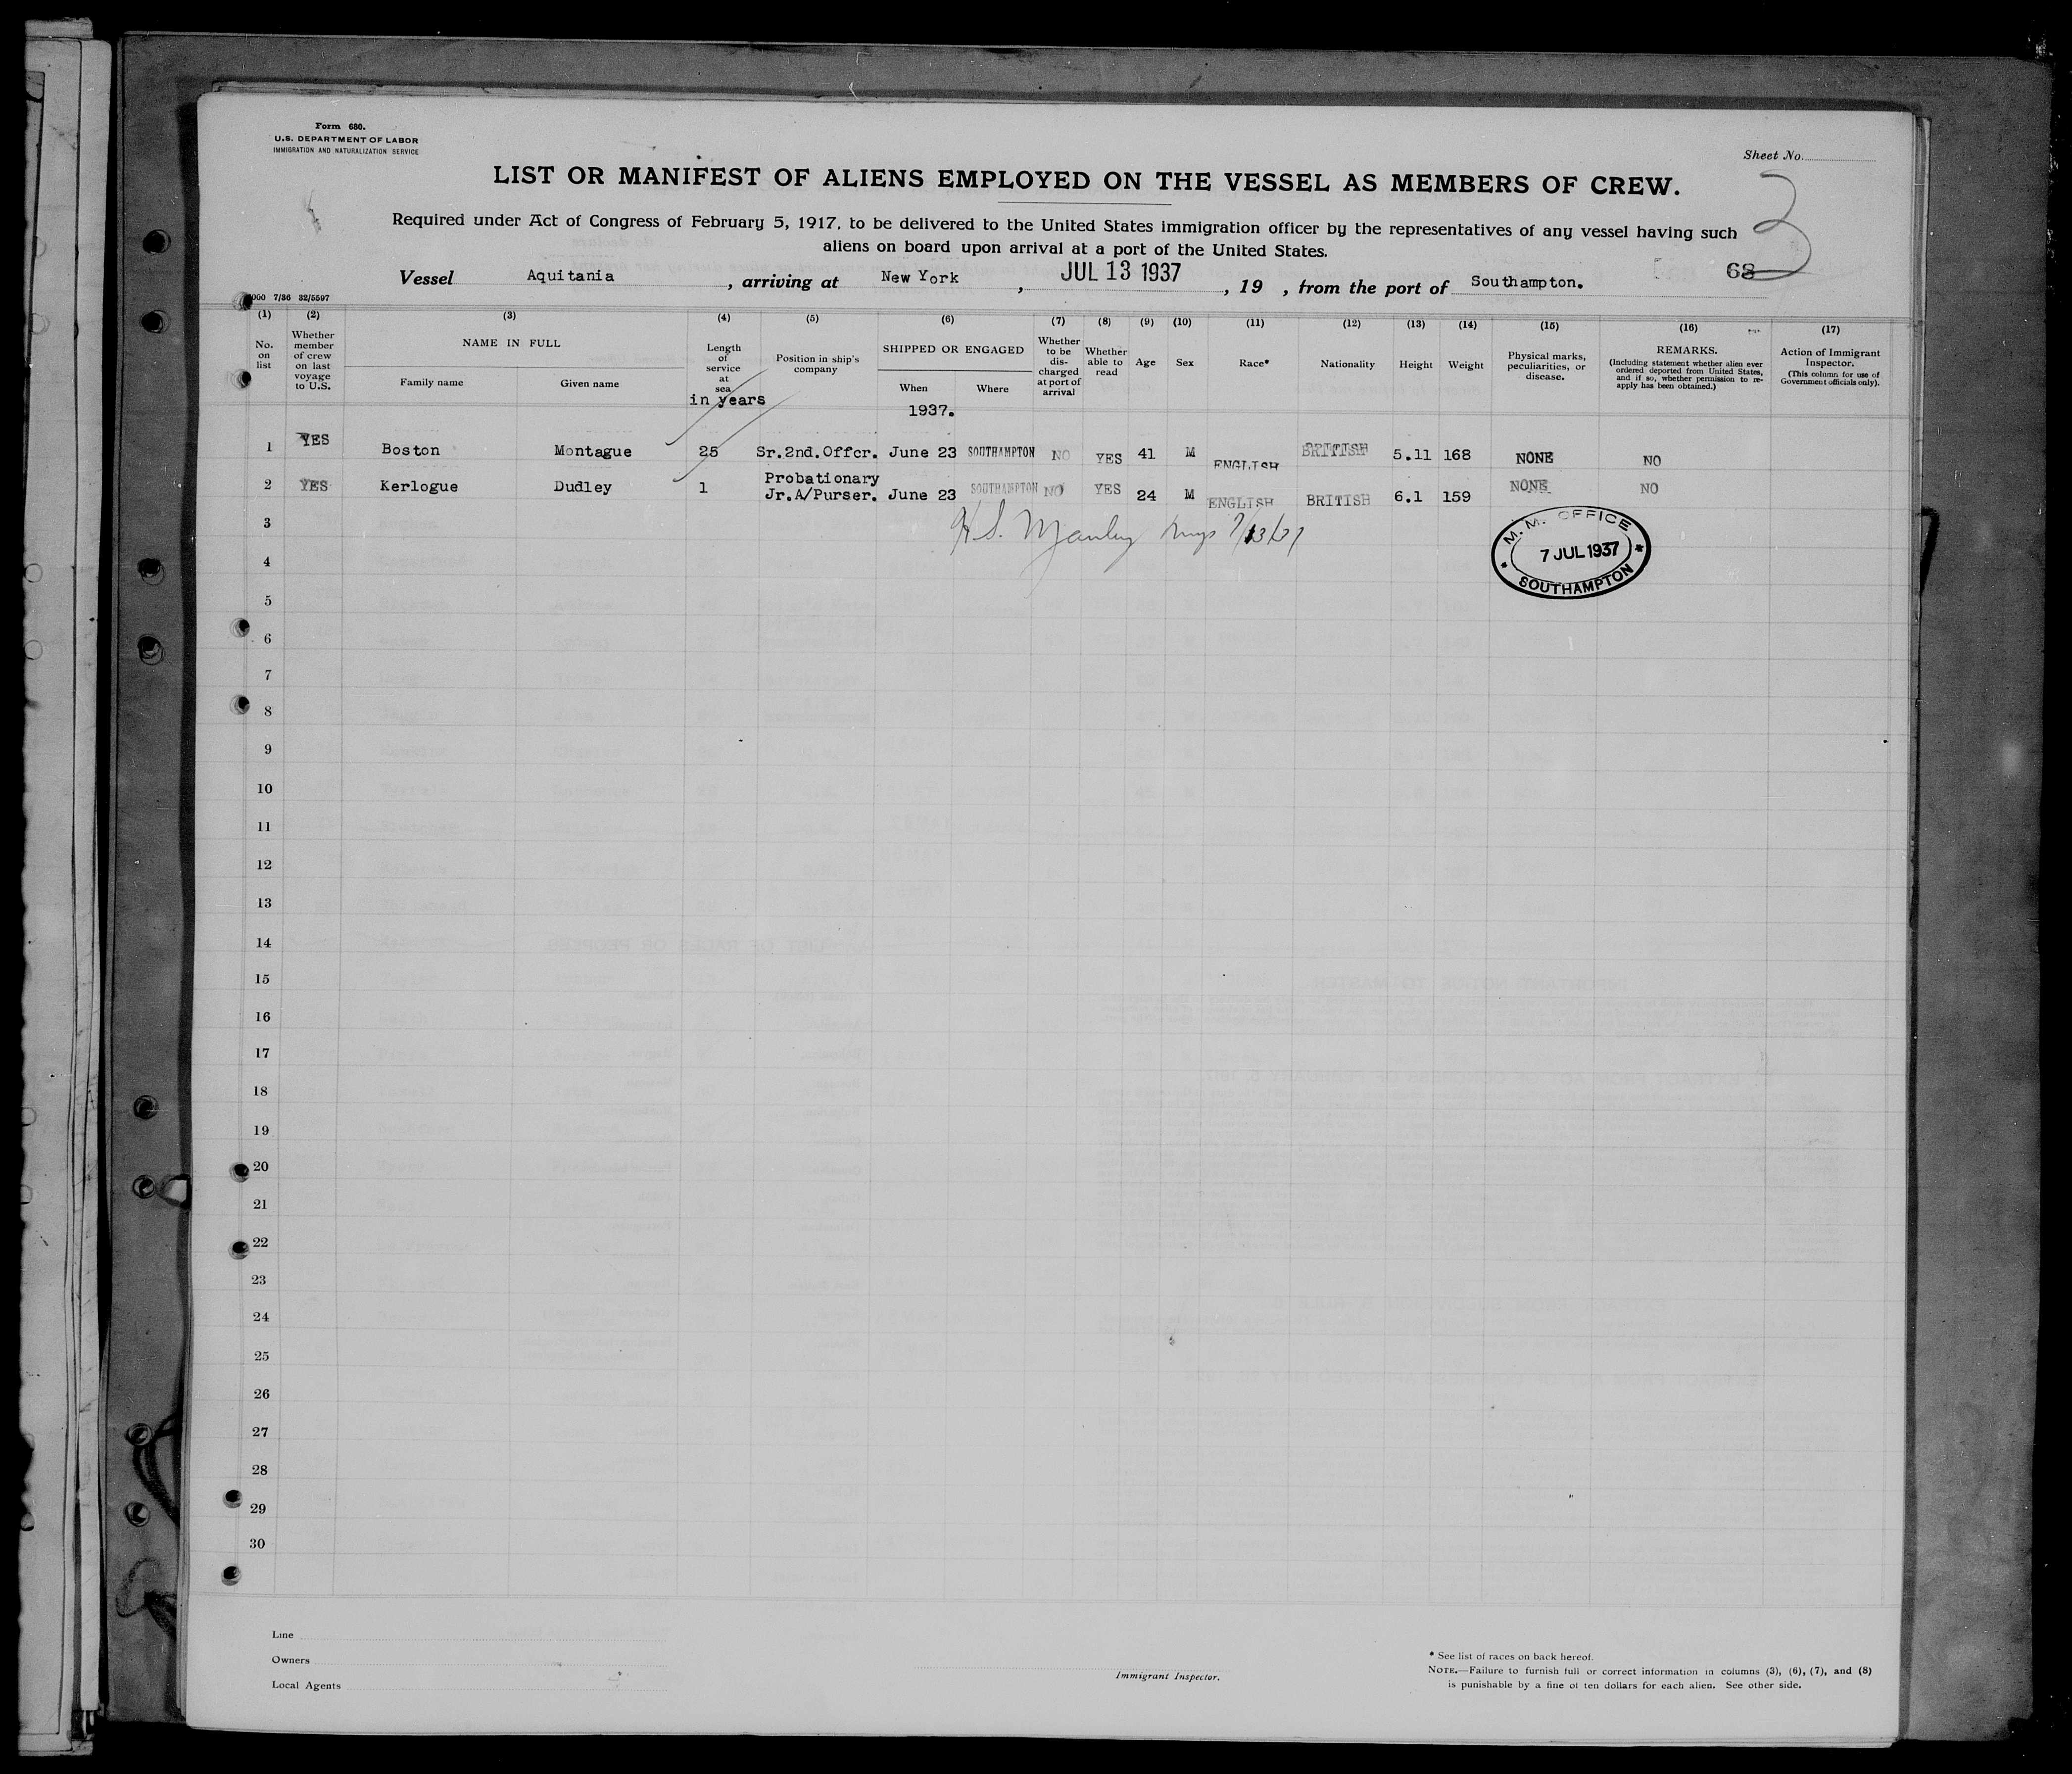 Form 680.
U.S. DEPARTMENT OF LABOR
IMMIGRATION AND NATURALIZATION SERVICE
Sheet No.
3
LIST OR MANIFEST OF ALIENS EMPLOYED ON THE VESSEL AS MEMBERS OF CREW.
Required under Act of Congress of February 5, 1917, to be delivered to the United States immigration officer by the representatives of any vessel having such
aliens on board upon arrival at a port of the United States.
Vessel Aquitania, arriving at New York, JUL 13 1937, 19 , from the port of Southampton. 68
000 7/36 32/5597
(1) (2) (3) (4) (5) (6) (7) (8) (9) (10) (11) (12) (13) (14) (15) (16) (17)
No. on list
Whether member of crew on last voyage to U.S.
NAME IN FULL
Family name
Given name
Length of service at sea
in years
Position in ship's company
SHIPPED OR ENGAGED
When
1937.
Where
Whether to be discharged at port of arrival
Whether able to read
Age
Sex
Race*
Nationality
Height
Weight
Physical marks, peculiarities, or disease.
REMARKS.
(Including statement whether alien ever ordered deported from United States, and if so, whether permission to reapply has been obtained.)
Action of Immigrant Inspector.
(This column for use of Government officials only).
1 YES Boston Montague 25 Sr.2nd.Offcr. June 23 SOUTHAMPTON NO YES 41 M ENGLISH BRITISH 5.11 168 NONE NO
2 YES Kerlogue Dudley 1 Probationary Jr.A/Purser. June 23 SOUTHAMPTON NO YES 24 M ENGLISH BRITISH 6.1 159 NONE NO
3
H.S. Manley 7/13/37
M. M. OFFICE
7 JUL 1937
SOUTHAMPTON
4
5
6
7
8
9
10
11
12
13
14
15
16
17
18
19
20
21
22
23
24
25
26
27
28
29
30
Line
Owners
Local Agents
Immigrant Inspector.
* See list of races on back hereof.
NOTE.—Failure to furnish full or correct information in columns (3), (6), (7), and (8)
is punishable by a fine of ten dollars for each alien. See other side.